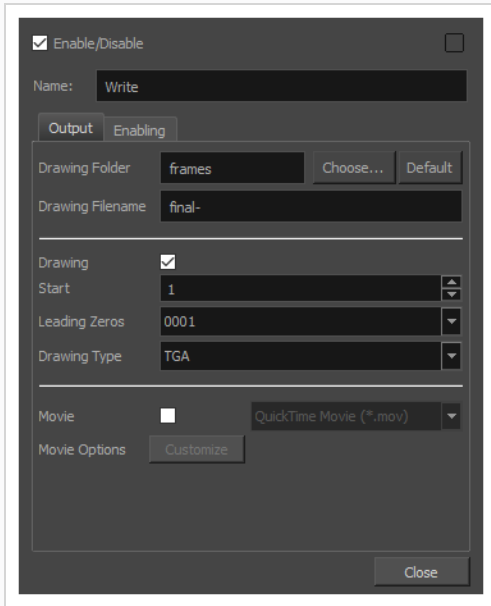 Enable/Disable
Name: Write
Output Enabling
Drawing Folder frames Choose... Default
Drawing Filename final-
Drawing
Start 1
Leading Zeros 0001
Drawing Type TGA
Movie QuickTime Movie (*.mov)
Movie Options Customize
Close